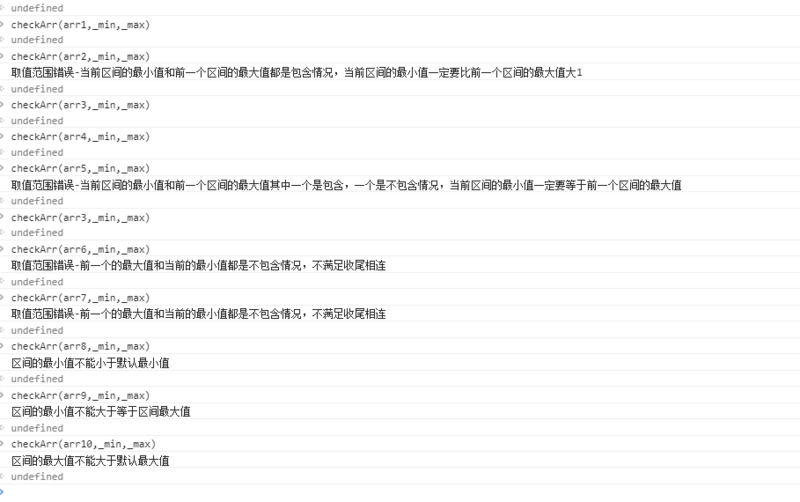 undefined
checkArr(arr1,_min,_max)
undefined
checkArr(arr2,_min,_max)
取值范围错误-当前区间的最小值和前一个区间的最大值都是包含情况，当前区间的最小值一定要比前一个区间的最大值大1
undefined
checkArr(arr3,_min,_max)
undefined
checkArr(arr4,_min,_max)
undefined
checkArr(arr5,_min,_max)
取值范围错误-当前区间的最小值和前一个区间的最大值其中一个是包含，一个是不包含情况，当前区间的最小值一定要等于前一个区间的最大值
undefined
checkArr(arr3,_min,_max)
undefined
checkArr(arr6,_min,_max)
取值范围错误-前一个的最大值和当前的最小值都是不包含情况，不满足收尾相连
undefined
checkArr(arr7,_min,_max)
取值范围错误-前一个的最大值和当前的最小值都是不包含情况，不满足收尾相连
undefined
checkArr(arr8,_min,_max)
区间的最小值不能小于默认最小值
undefined
checkArr(arr9,_min,_max)
区间的最小值不能大于等于区间最大值
undefined
checkArr(arr10,_min,_max)
区间的最大值不能大于默认最大值
undefined